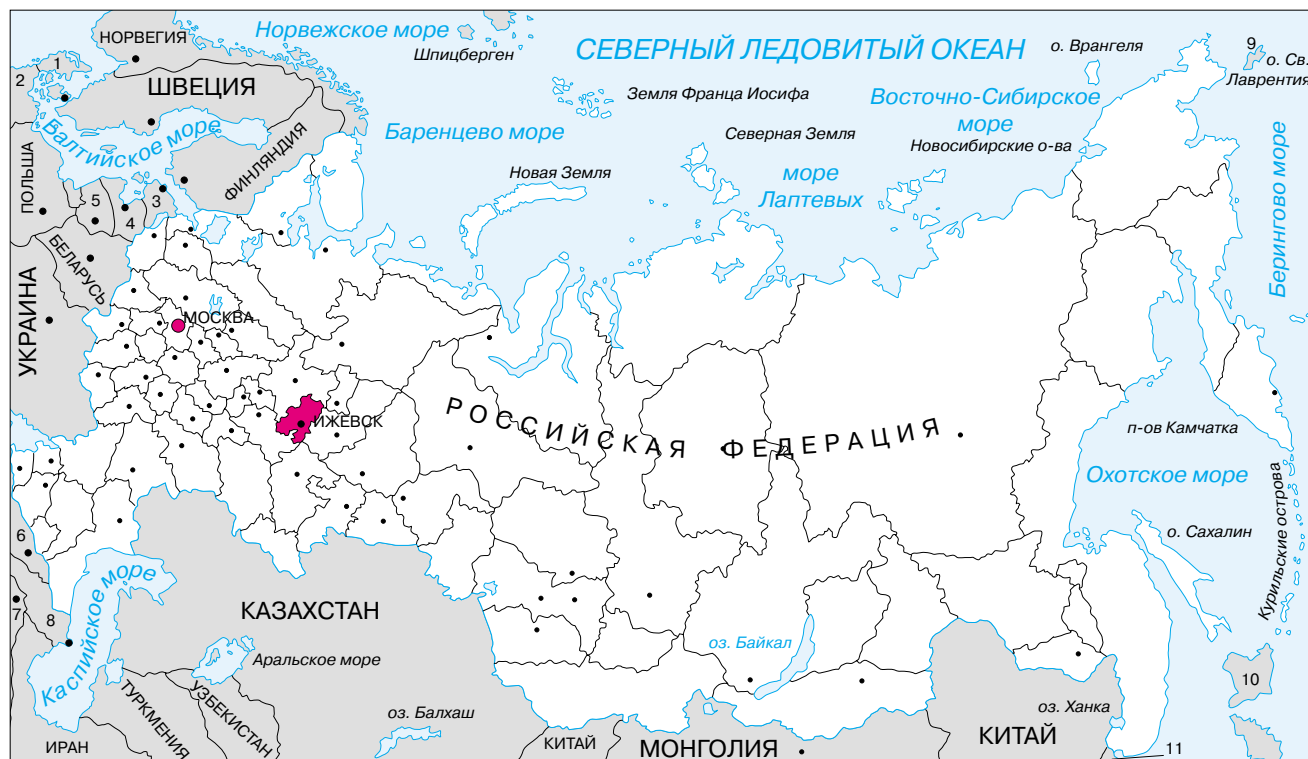 НОРВЕГИЯ
Норвежское море
Шпицберген
СЕВЕРНЫЙ ЛЕДОВИТЫЙ ОКЕАН
о. Врангеля
9
о. Св.
Лаврентия
1
2
ШВЕЦИЯ
Земля Франца Иосифа
Восточно-Сибирское
море
Балтийское море
Баренцево море
Северная Земля
Новосибирские о-ва
ФИНЛЯНДИЯ
Новая Земля
море
Лаптевых
ПОЛЬША
5
4
3
Берингово море
БЕЛАРУСЬ
УКРАИНА
МОСКВА
ИЖЕВСК
РОССИЙСКАЯ ФЕДЕРАЦИЯ
п-ов Камчатка
Охотское море
о. Сахалин
Курильские острова
6
7
8
Каспийское море
КАЗАХСТАН
Аральское море
оз. Байкал
ТУРКМЕНИЯ
УЗБЕКИСТАН
оз. Балхаш
оз. Ханка
10
ИРАН
КИТАЙ
МОНГОЛИЯ
КИТАЙ
11